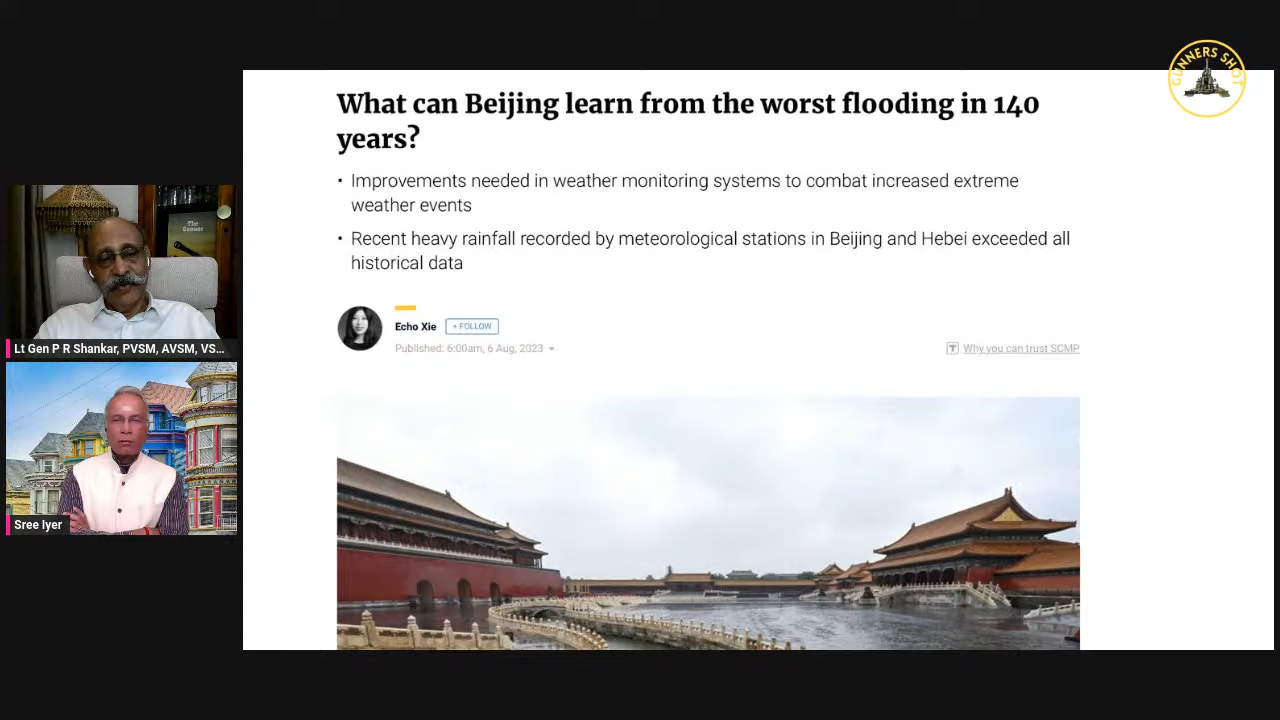 GUNNERS SHOT
What can Beijing learn from the worst flooding in 140
years?
• Improvements needed in weather monitoring systems to combat increased extreme
weather events
• Recent heavy rainfall recorded by meteorological stations in Beijing and Hebei exceeded all
historical data
Echo Xie
+ FOLLOW
Published: 6:00am, 6 Aug, 2023
Why you can trust SCMP
The
Gunner
Lt Gen P R Shankar, PVSM, AVSM, VS...
Sree Iyer